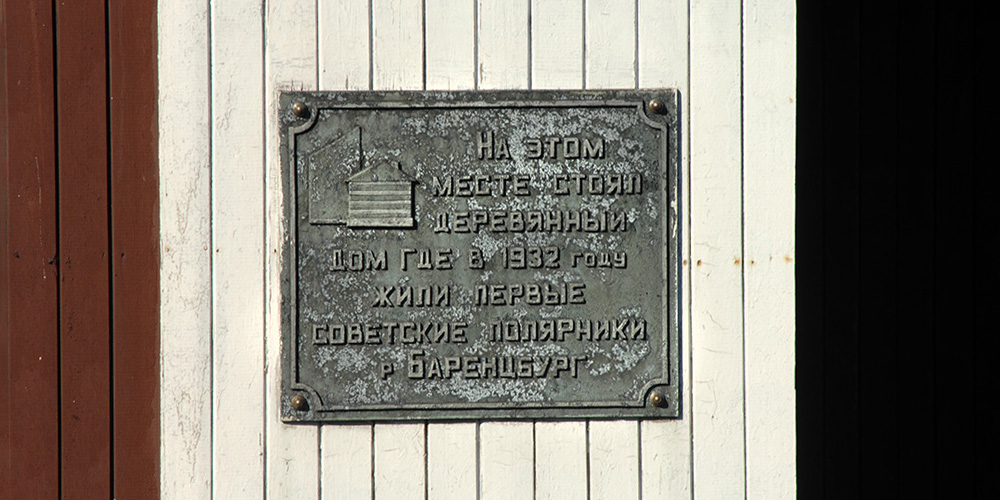 На этом
месте стоял
деревянный
дом где в 1932 году
жили первые
советские полярники
р Баренцбург